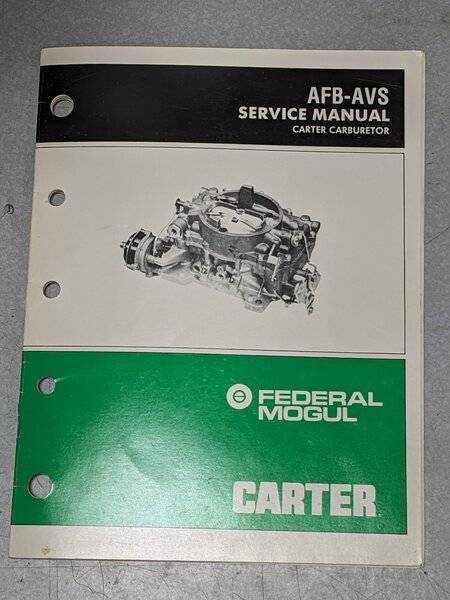 AFB-AVS
SERVICE MANUAL
CARTER CARBURETOR
FEDERAL
MOGUL
CARTER